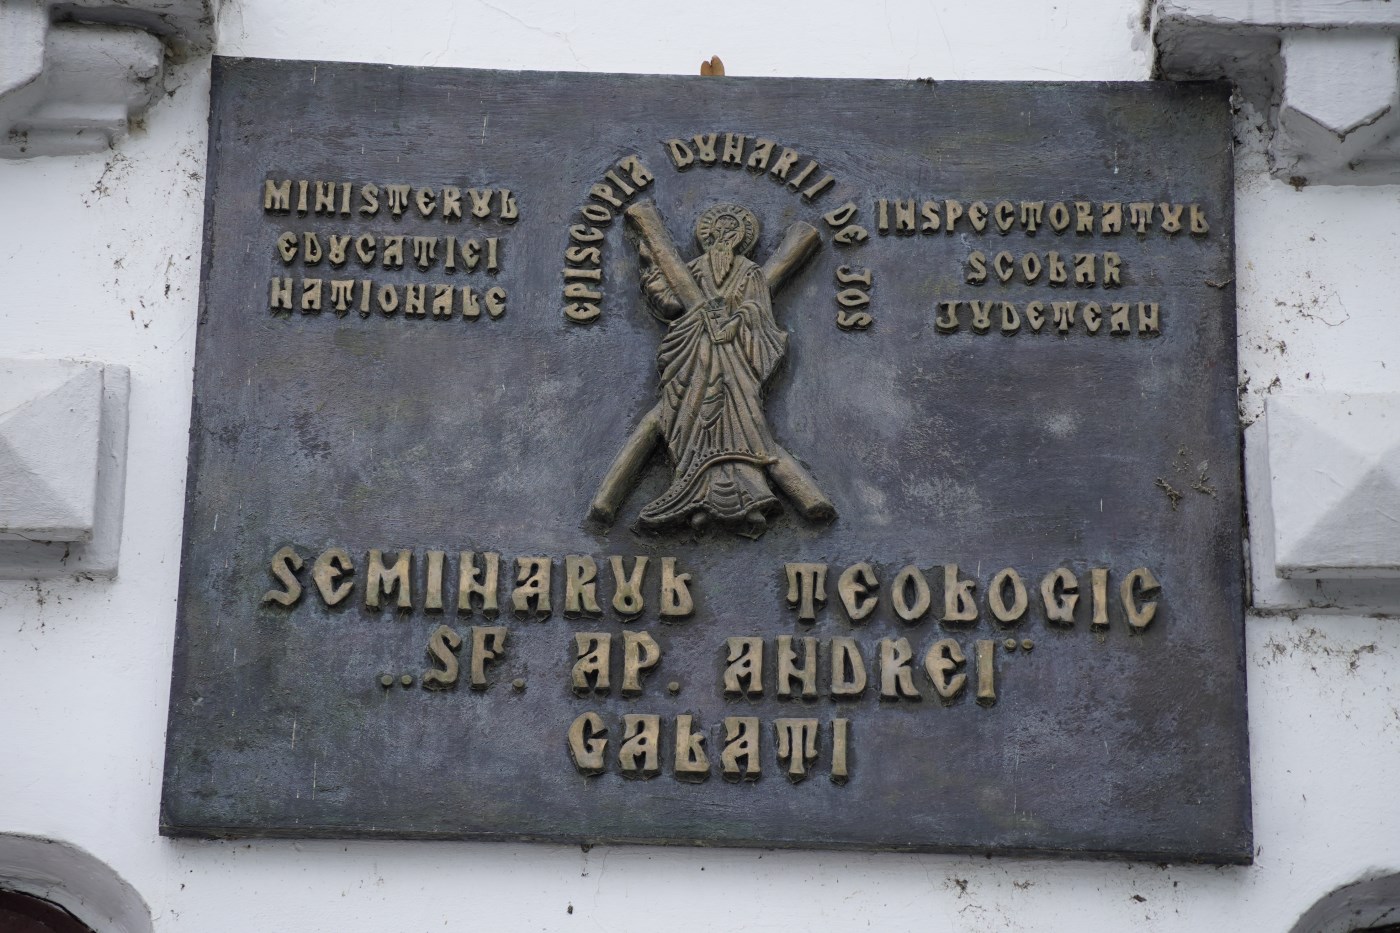 MINISTERUL
EDUCATIEI
NATIONALE
EPISCOPIA DUNARII DE JOS
INSPECTORATUL
SCOLAR
JUDETEAN
SEMINARUL TEOLOGIC
„SF. AP. ANDREI”
GALATI